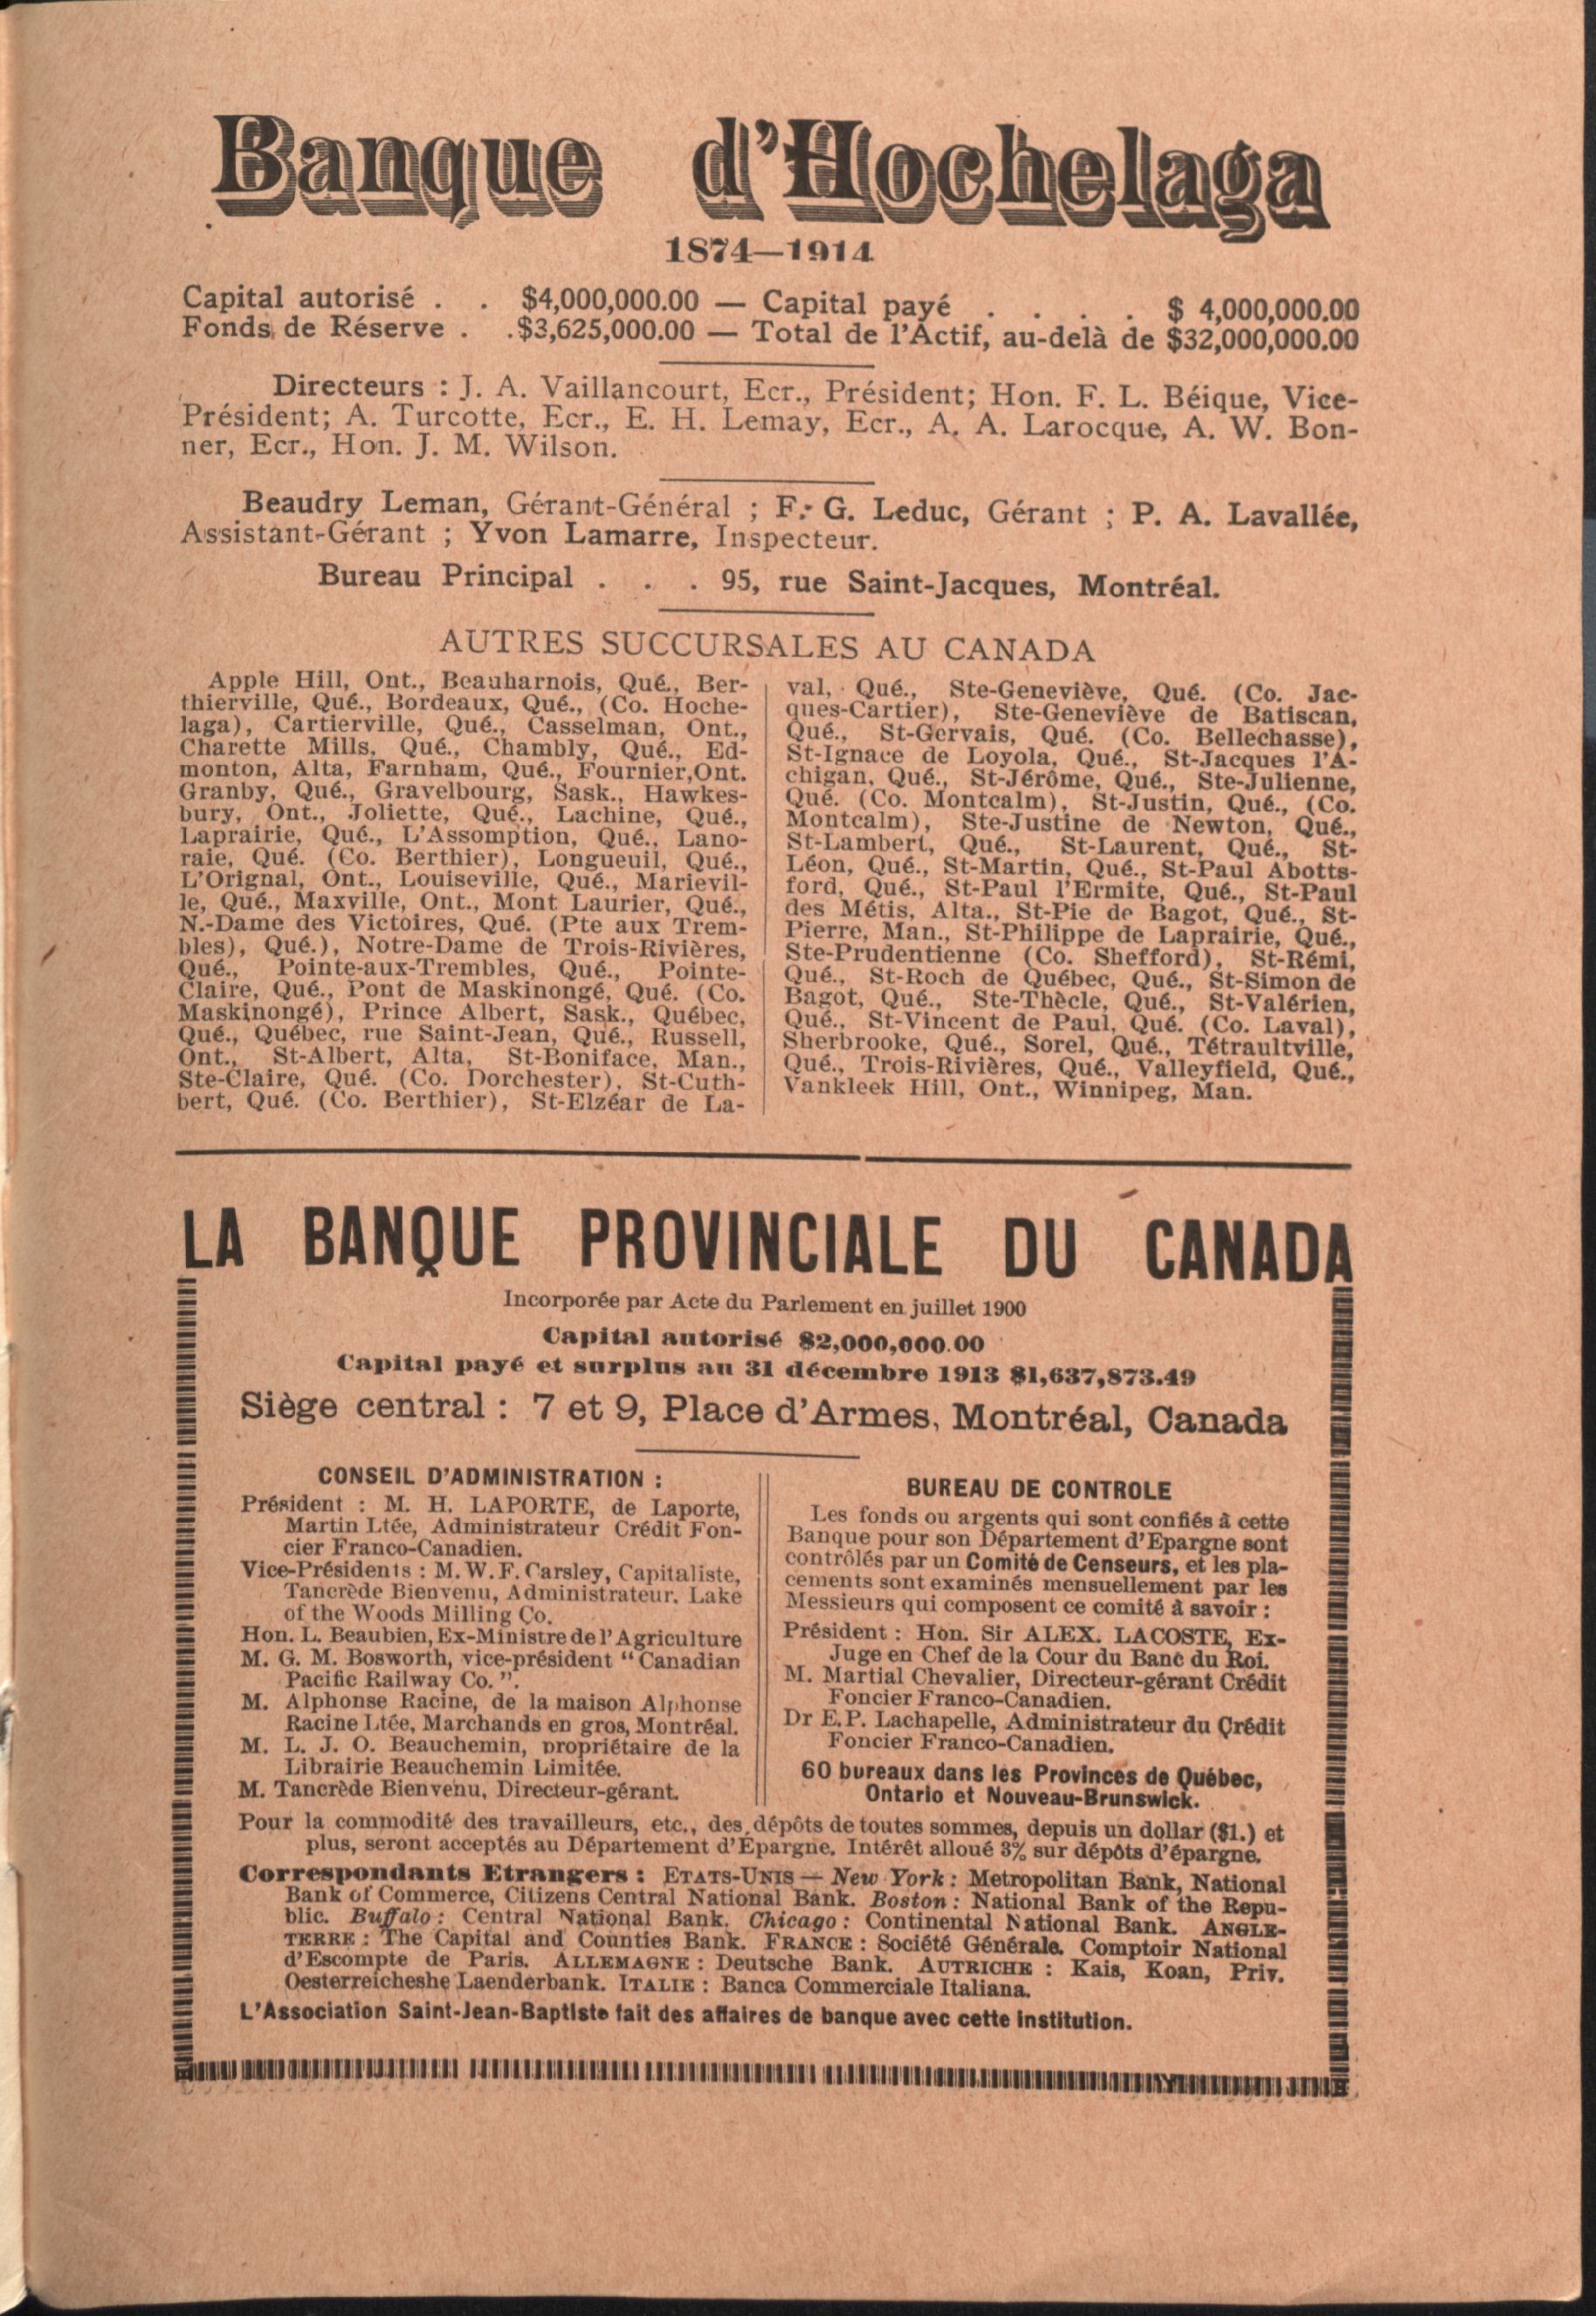 Banque d'Hochelaga
1874—1914
Capital autorisé . . $4,000,000.00 — Capital payé . . . . $ 4,000,000.00
Fonds de Réserve . .$3,625,000.00 — Total de l'Actif, au-delà de $32,000,000.00
Directeurs : J. A. Vaillancourt, Ecr., Président; Hon. F. L. Béique, Vice-
Président; A. Turcotte, Ecr., E. H. Lemay, Ecr., A. A. Larocque, A. W. Bon-
ner, Ecr., Hon. J. M. Wilson.
Beaudry Leman, Gérant-Général ; F. G. Leduc, Gérant ; P. A. Lavallée,
Assistant-Gérant ; Yvon Lamarre, Inspecteur.
Bureau Principal . . . 95, rue Saint-Jacques, Montréal.
AUTRES SUCCURSALES AU CANADA
Apple Hill, Ont., Beauharnois, Qué., Ber-
thierville, Qué., Bordeaux, Qué., (Co. Hoche-
laga), Cartierville, Qué., Casselman, Ont.,
Charette Mills, Qué., Chambly, Qué., Ed-
monton, Alta, Farnham, Qué., Fournier,Ont.
Granby, Qué., Gravelbourg, Sask., Hawkes-
bury, Ont., Joliette, Qué., Lachine, Qué.,
Laprairie, Qué., L'Assomption, Qué., Lano-
raie, Qué. (Co. Berthier), Longueuil, Qué.,
L'Orignal, Ont., Louiseville, Qué., Marievil-
le, Qué., Maxville, Ont., Mont Laurier, Qué.,
N.-Dame des Victoires, Qué. (Pte aux Trem-
bles), Qué.), Notre-Dame de Trois-Rivières,
Qué., Pointe-aux-Trembles, Qué., Pointe-
Claire, Qué., Pont de Maskinongé, Qué. (Co.
Maskinongé), Prince Albert, Sask., Québec,
Qué., Québec, rue Saint-Jean, Qué., Russell,
Ont., St-Albert, Alta, St-Boniface, Man.,
Ste-Claire, Qué. (Co. Dorchester), St-Cuth-
bert, Qué. (Co. Berthier), St-Elzéar de La-
val, Qué., Ste-Geneviève, Qué. (Co. Jac-
ques-Cartier), Ste-Geneviève de Batiscan,
Qué., St-Gervais, Qué. (Co. Bellechasse),
St-Ignace de Loyola, Qué., St-Jacques l'A-
chigan, Qué., St-Jérôme, Qué., Ste-Julienne,
Qué. (Co. Montcalm), St-Justin, Qué., (Co.
Montcalm), Ste-Justine de Newton, Qué.,
St-Lambert, Qué., St-Laurent, Qué., St-
Léon, Qué., St-Martin, Qué., St-Paul Abotts-
ford, Qué., St-Paul l'Ermite, Qué., St-Paul
des Métis, Alta., St-Pie de Bagot, Qué., St-
Pierre, Man., St-Philippe de Laprairie, Qué.,
Ste-Prudentienne (Co. Shefford), St-Rémi,
Qué., St-Roch de Québec, Qué., St-Simon de
Bagot, Qué., Ste-Thècle, Qué., St-Valérien,
Qué., St-Vincent de Paul, Qué. (Co. Laval),
Sherbrooke, Qué., Sorel, Qué., Tétraultville,
Qué., Trois-Rivières, Qué., Valleyfield, Qué.,
Vankleek Hill, Ont., Winnipeg, Man.
LA BANQUE PROVINCIALE DU CANADA
Incorporée par Acte du Parlement en juillet 1900
Capital autorisé $2,000,000.00
Capital payé et surplus au 31 décembre 1913 $1,637,873.49
Siège central : 7 et 9, Place d'Armes, Montréal, Canada
CONSEIL D'ADMINISTRATION :
Président : M. H. LAPORTE, de Laporte,
Martin Ltée, Administrateur Crédit Fon-
cier Franco-Canadien.
Vice-Présidents : M. W. F. Carsley, Capitaliste,
Tancrède Bienvenu, Administrateur. Lake
of the Woods Milling Co.
Hon. L. Beaubien, Ex-Ministre de l'Agriculture
M. G. M. Bosworth, vice-président "Canadian
Pacific Railway Co.".
M. Alphonse Racine, de la maison Alphonse
Racine Ltée, Marchands en gros, Montréal.
M. L. J. O. Beauchemin, propriétaire de la
Librairie Beauchemin Limitée.
M. Tancrède Bienvenu, Directeur-gérant.
BUREAU DE CONTROLE
Les fonds ou argents qui sont confiés à cette
Banque pour son Département d'Epargne sont
contrôlés par un Comité de Censeurs, et les pla-
cements sont examinés mensuellement par les
Messieurs qui composent ce comité à savoir :
Président : Hon. Sir ALEX. LACOSTE, Ex-
Juge en Chef de la Cour du Banc du Roi.
M. Martial Chevalier, Directeur-gérant Crédit
Foncier Franco-Canadien.
Dr E. P. Lachapelle, Administrateur du Crédit
Foncier Franco-Canadien.
60 bureaux dans les Provinces de Québec,
Ontario et Nouveau-Brunswick.
Pour la commodité des travailleurs, etc., des dépôts de toutes sommes, depuis un dollar ($1.) et
plus, seront acceptés au Département d'Epargne. Intérêt alloué 3% sur dépôts d'épargne.
Correspondants Etrangers : ETATS-UNIS — New York : Metropolitan Bank, National
Bank of Commerce, Citizens Central National Bank. Boston : National Bank of the Repu-
blic. Buffalo : Central National Bank. Chicago : Continental National Bank. ANGLE-
TERRE : The Capital and Counties Bank. FRANCE : Société Générale. Comptoir National
d'Escompte de Paris. ALLEMAGNE : Deutsche Bank. AUTRICHE : Kais, Koan, Priv.
Oesterreicheshe Laenderbank. ITALIE : Banca Commerciale Italiana.
L'Association Saint-Jean-Baptiste fait des affaires de banque avec cette institution.